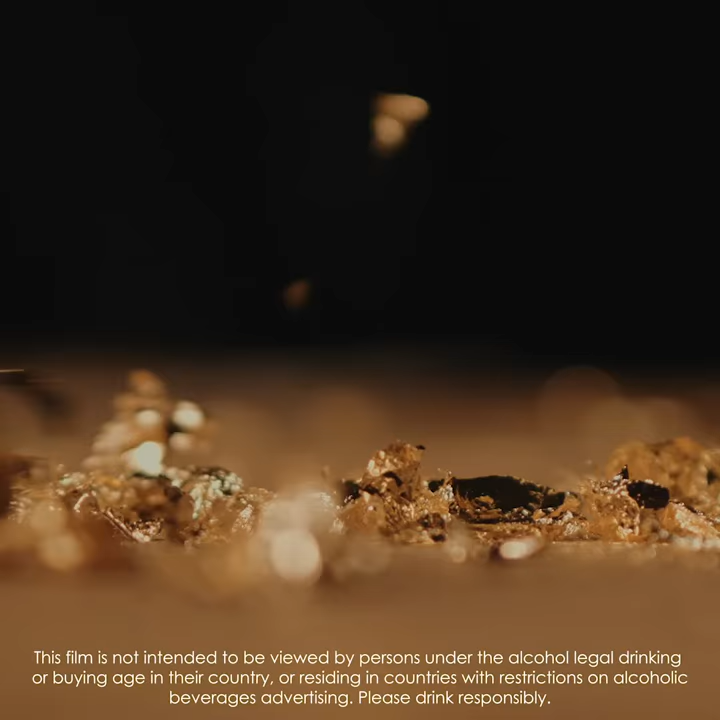 This film is not intended to be viewed by persons under the alcohol legal drinking
or buying age in their country, or residing in countries with restrictions on alcoholic
beverages advertising. Please drink responsibly.